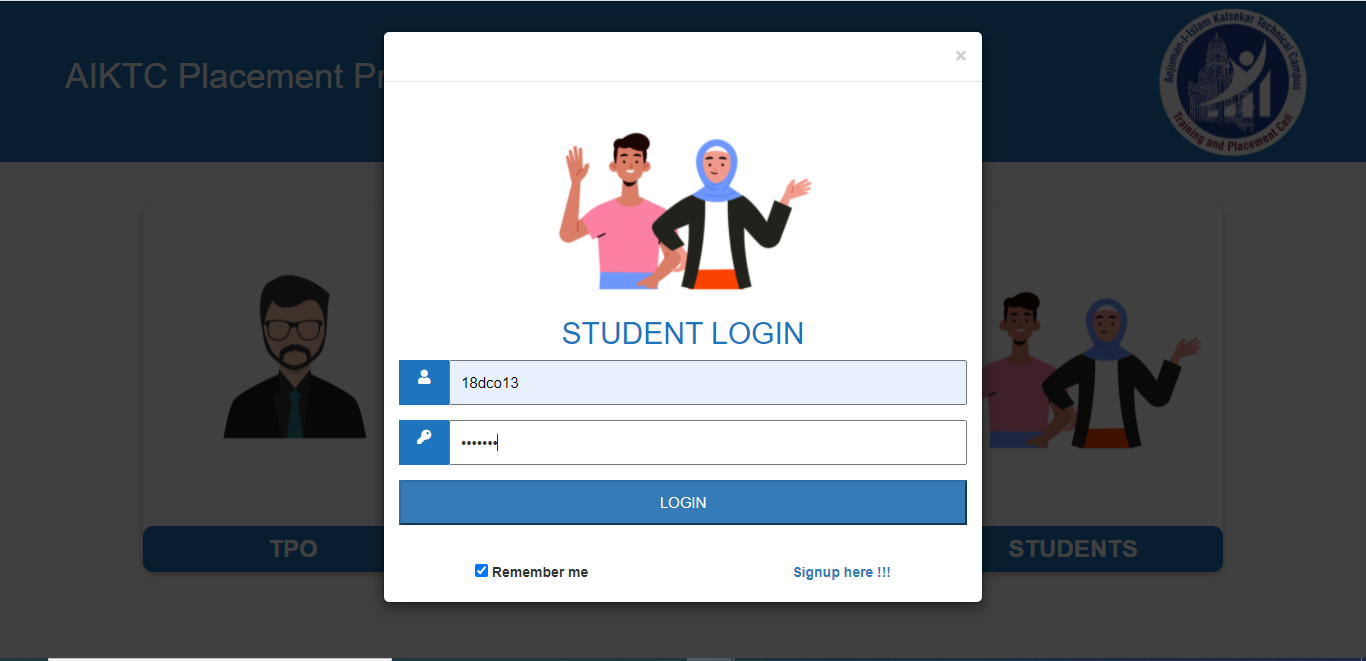 AIKTC Placement Pr
×
Anjuman-I-Islam Kalsekar Technical Campus
Training and Placement Cell
STUDENT LOGIN
18dco13
•••••••
LOGIN
Remember me
Signup here !!!
TPO
STUDENTS